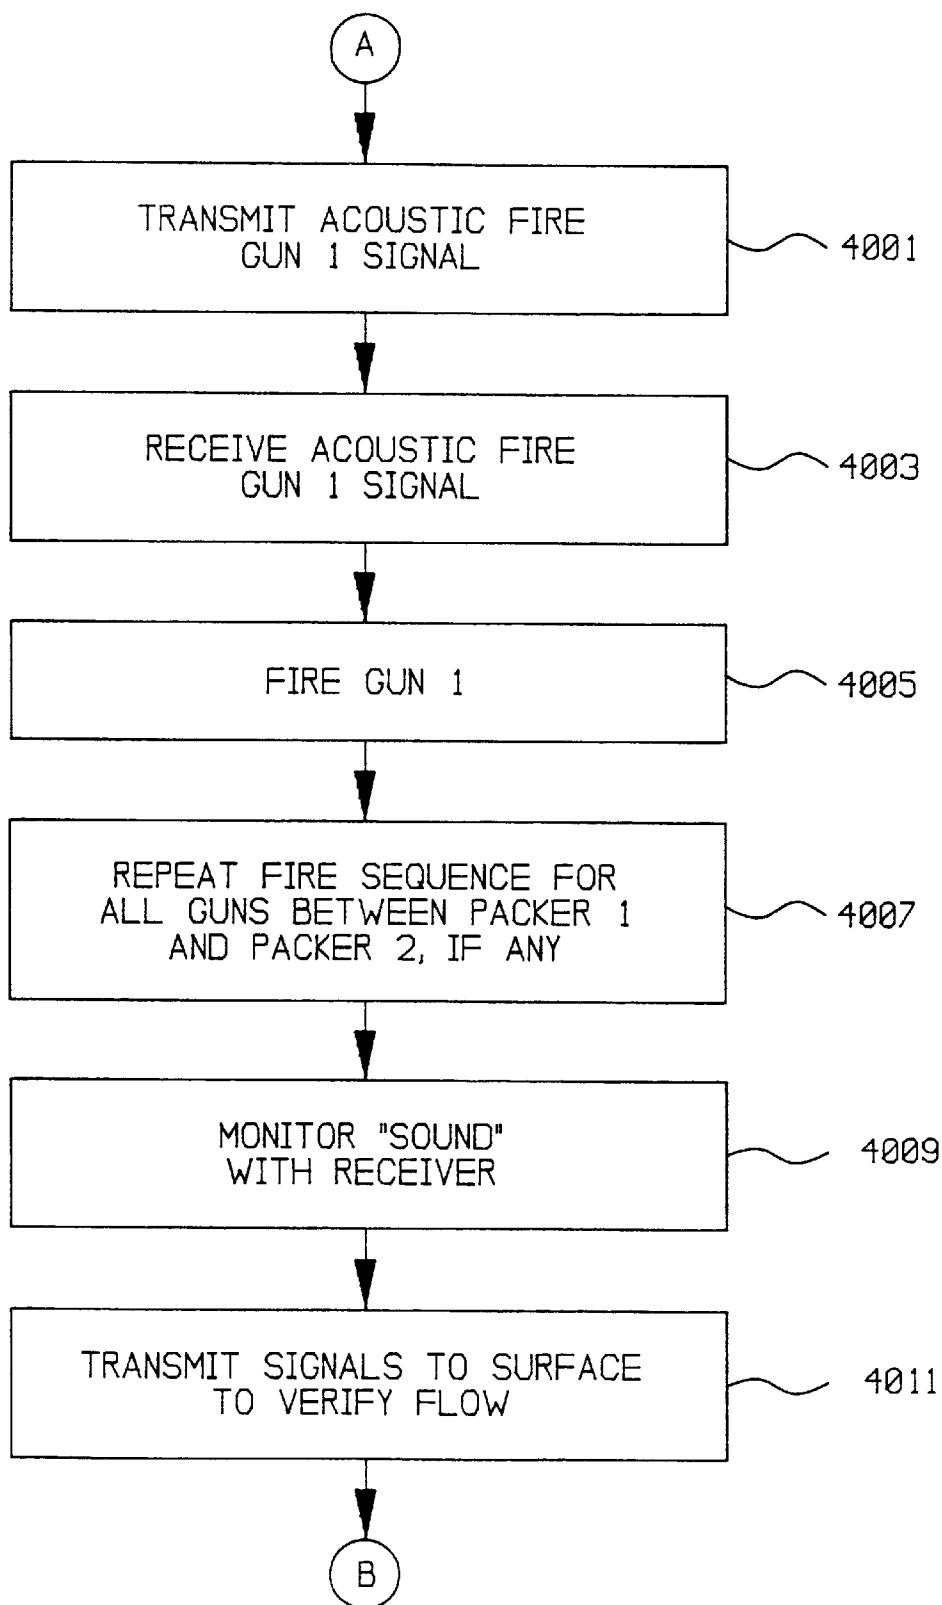 A
TRANSMIT ACOUSTIC FIRE
GUN 1 SIGNAL
4001
RECEIVE ACOUSTIC FIRE
GUN 1 SIGNAL
4003
FIRE GUN 1
4005
REPEAT FIRE SEQUENCE FOR
ALL GUNS BETWEEN PACKER 1
AND PACKER 2, IF ANY
4007
MONITOR "SOUND"
WITH RECEIVER
4009
TRANSMIT SIGNALS TO SURFACE
TO VERIFY FLOW
4011
B